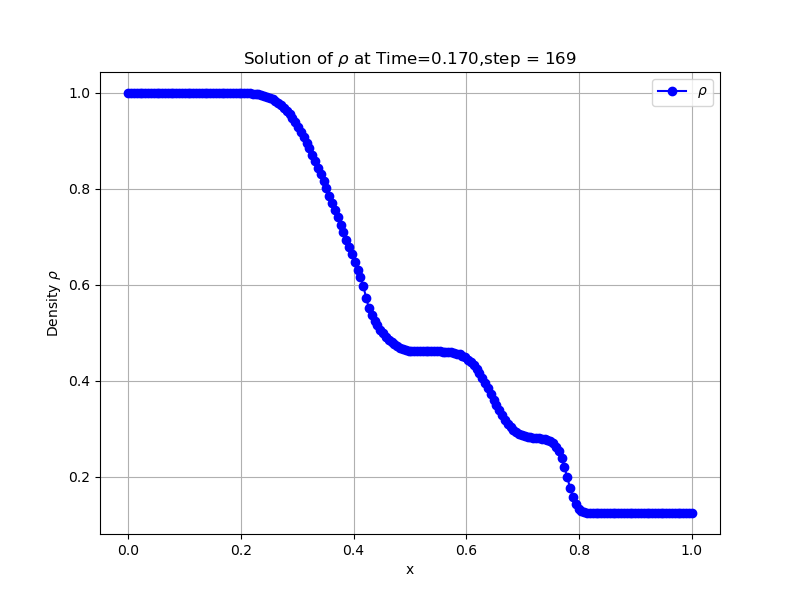 Solution of ρ at Time=0.170,step = 169
ρ
1.0
0.8
0.6
0.4
0.2
Density ρ
0.0 0.2 0.4 0.6 0.8 1.0
x